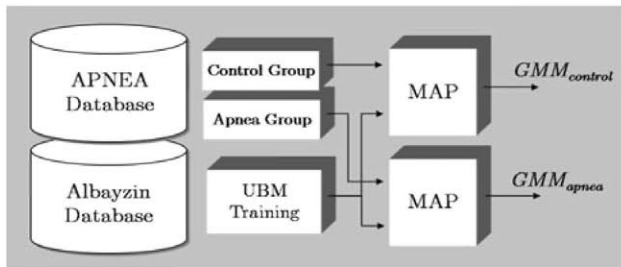 APNEA
Database
Albayzin
Database
Control Group
Apnea Group
UBM
Training
MAP
MAP
GMMcontrol
GMMapnea